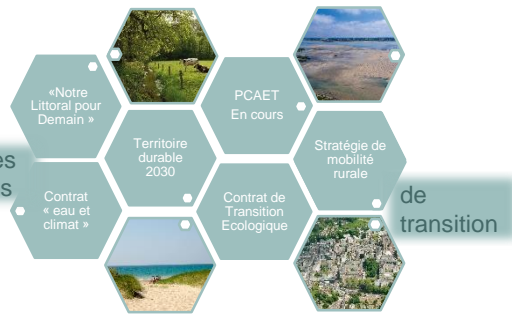 «Notre
Littoral pour
Demain »
PCAET
En cours
Territoire
durable
2030
Stratégie de
mobilité
rurale
Contrat
« eau et
climat »
Contrat de
Transition
Ecologique
de
transition